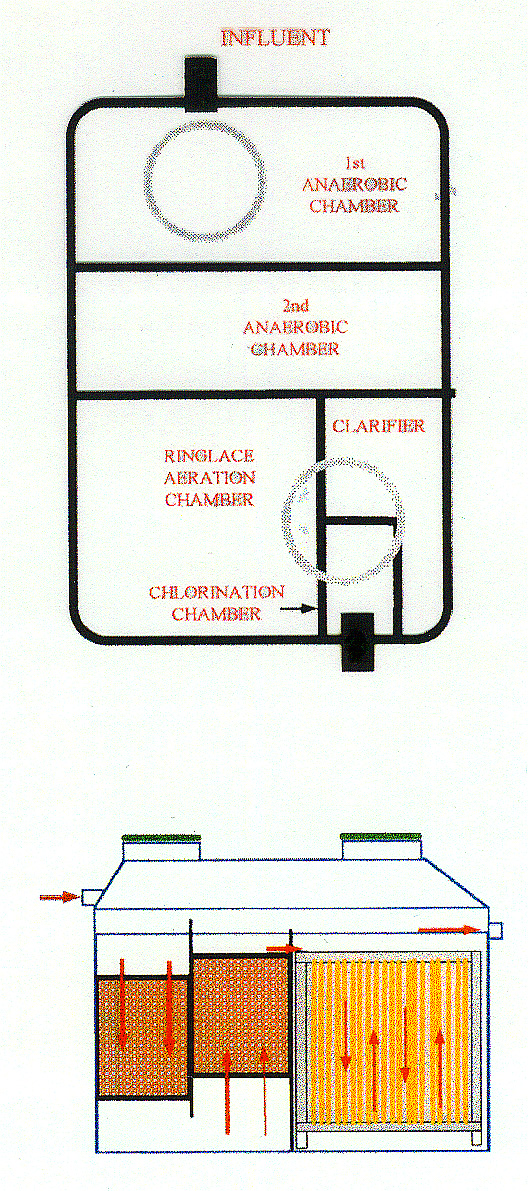 INFLUENT
1st
ANAEROBIC
CHAMBER
2nd
ANAEROBIC
CHAMBER
CLARIFIER
RINGLACE
AERATION
CHAMBER
CHLORINATION
CHAMBER